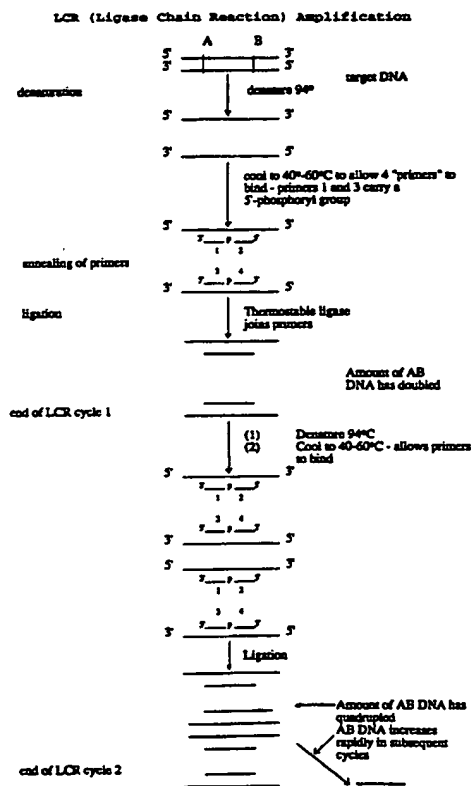 LCR (Ligase Chain Reaction) Amplification
A B
5' 3'
3' 5'
target DNA
denaturation
denature 94°
5' 3'
3' 5'
cool to 40°-60°C to allow 4 "primers" to
bind - primers 1 and 3 carry a
5'-phosphoryl group
5' 3'
P
1 2
annealing of primers
3 4
P
3' 5'
ligation
Thermostable ligase
joins primers
Amount of AB
DNA has doubled
end of LCR cycle 1
(1) Denature 94°C
(2) Cool to 40-60°C - allows primers
to bind
5' 3'
P
1 2
3 4
P
3' 5'
5' 3'
P
1 2
3 4
P
3' 5'
Ligation
Amount of AB DNA has
quadrupled
AB DNA increases
rapidly in subsequent
cycles
end of LCR cycle 2